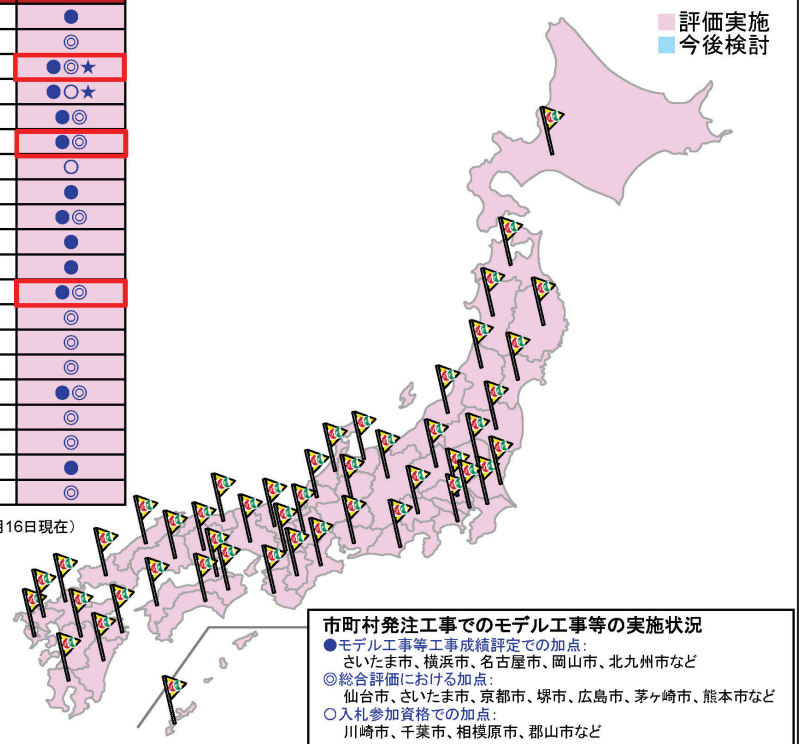 ●
◎
●◎★
●○★
●◎
●◎
○
●
●◎
●
●
●◎
◎
◎
◎
●◎
◎
◎
●
◎
月16日現在）
評価実施
今後検討
市町村発注工事でのモデル工事等の実施状況
●モデル工事等工事成績評定での加点：
さいたま市、横浜市、名古屋市、岡山市、北九州市など
◎総合評価における加点：
仙台市、さいたま市、京都市、堺市、広島市、茅ヶ崎市、熊本市など
○入札参加資格での加点：
川崎市、千葉市、相模原市、郡山市など